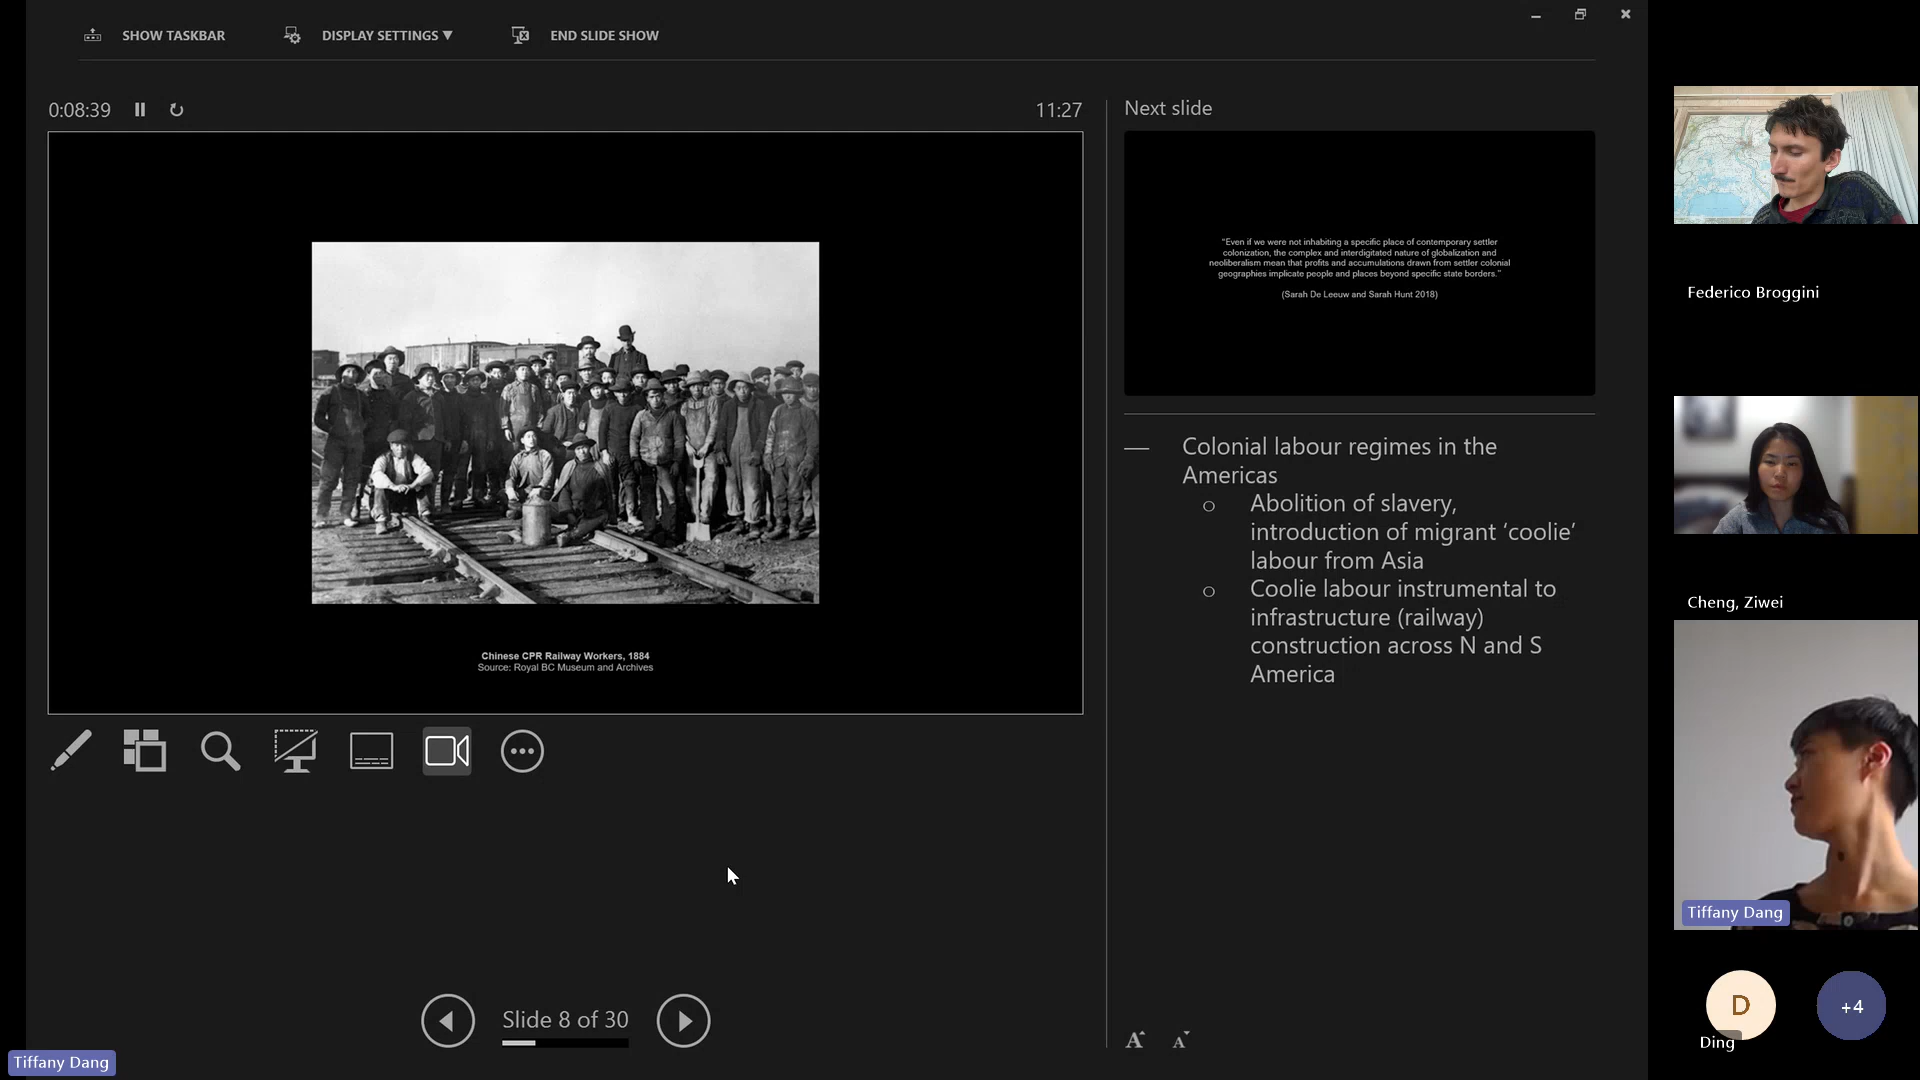 SHOW TASKBAR
DISPLAY SETTINGS ▼
END SLIDE SHOW
0:08:39
11:27
Chinese CPR Railway Workers, 1884
Source: Royal BC Museum and Archives
Slide 8 of 30
Next slide
"Even if we were not inhabiting a specific place of contemporary settler
colonization, the complex and interdigitated nature of globalization and
neoliberalism mean that profits and accumulations drawn from settler colonial
geographies implicate people and places beyond specific state borders."
(Sarah De Leeuw and Sarah Hunt 2018)
— Colonial labour regimes in the
Americas
o Abolition of slavery,
introduction of migrant ‘coolie’
labour from Asia
o Coolie labour instrumental to
infrastructure (railway)
construction across N and S
America
A A
Federico Broggini
Cheng, Ziwei
Tiffany Dang
D
+4
Ding
Tiffany Dang